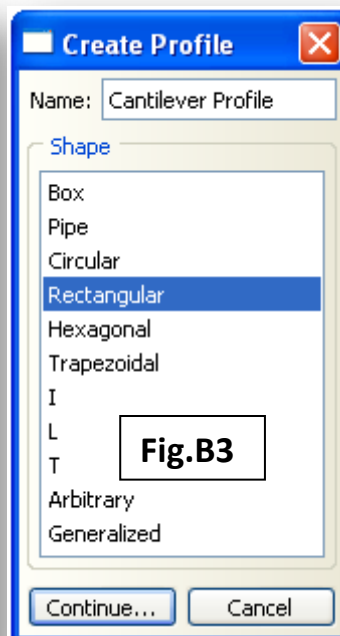 Create Profile
Name: Cantilever Profile
Shape
Box
Pipe
Circular
Rectangular
Hexagonal
Trapezoidal
I
L
T
Fig.B3
Arbitrary
Generalized
Continue... Cancel